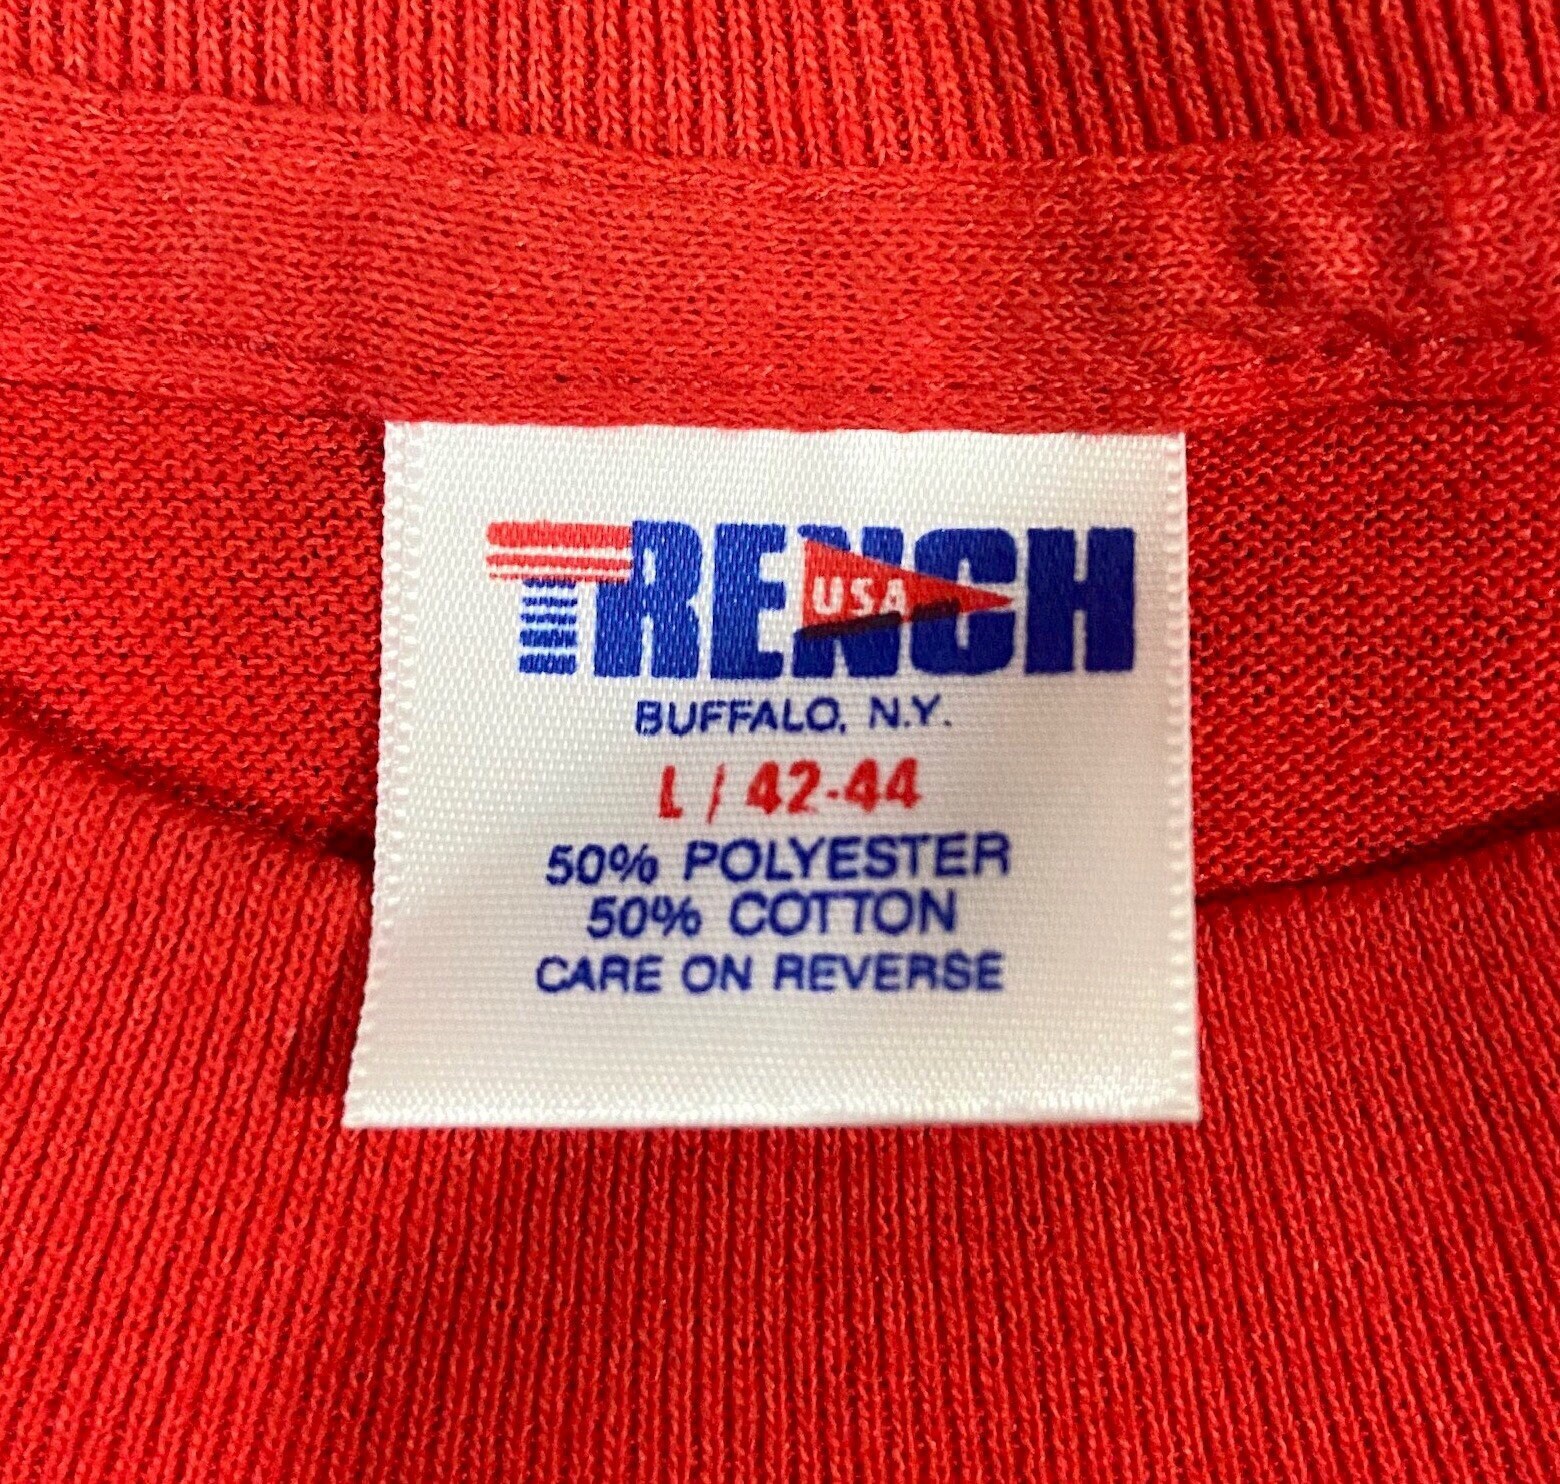 TRENCH
USA
BUFFALO, N.Y.
L / 42-44
50% POLYESTER
50% COTTON
CARE ON REVERSE